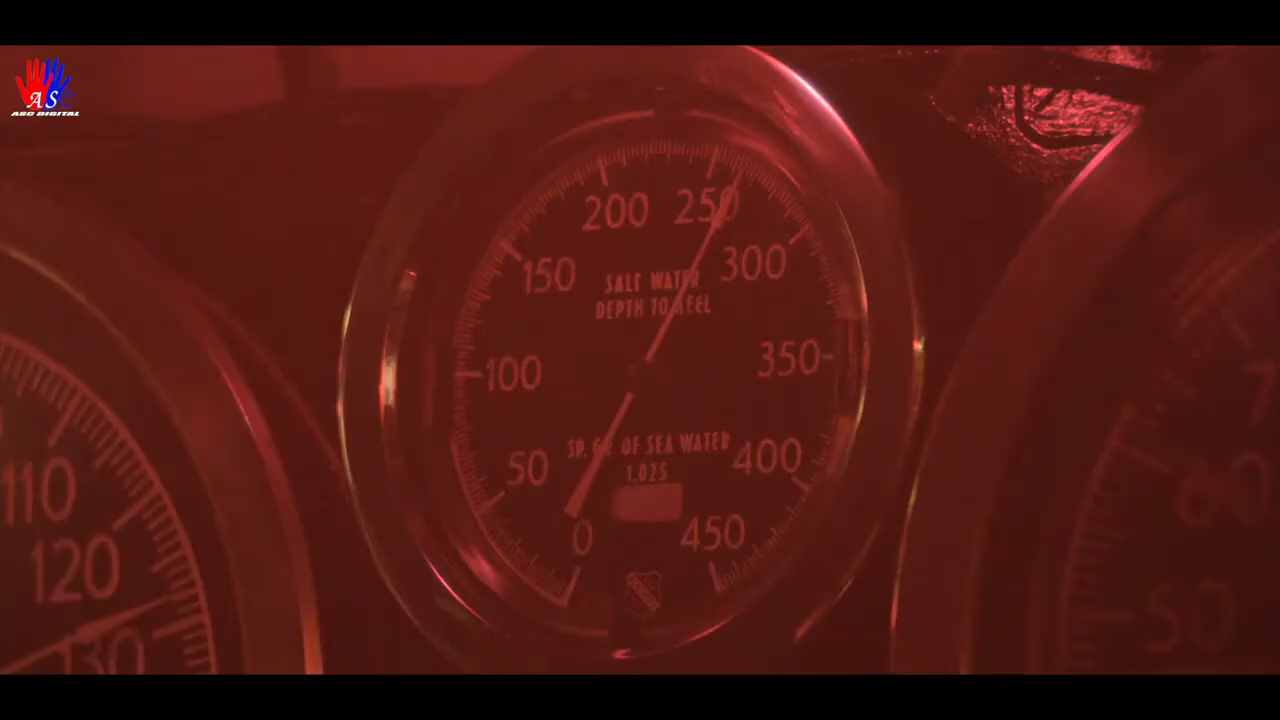 ASC
ASC DIGITAL
200 250
150 300
SALT WATER
DEPTH TO KEEL
100 350
SP. GR. OF SEA WATER
1.025
50 400
0 450
110
120
130
60
50